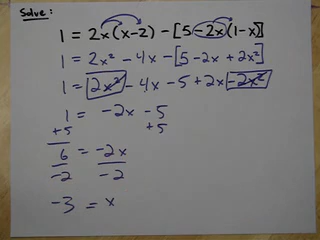 Solve:
1 = 2x(x-2) - [5-2x(1-x)]
1 = 2x² - 4x - [5 - 2x + 2x²]
1 = 2x² - 4x - 5 + 2x - 2x²
1 = -2x - 5
+5 +5
6 = -2x
-2 -2
-3 = x